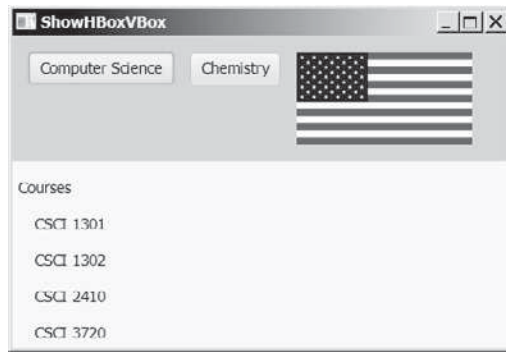 ShowHBoxVBox
Computer Science Chemistry
Courses
CSCI 1301
CSCI 1302
CSCI 2410
CSCI 3720